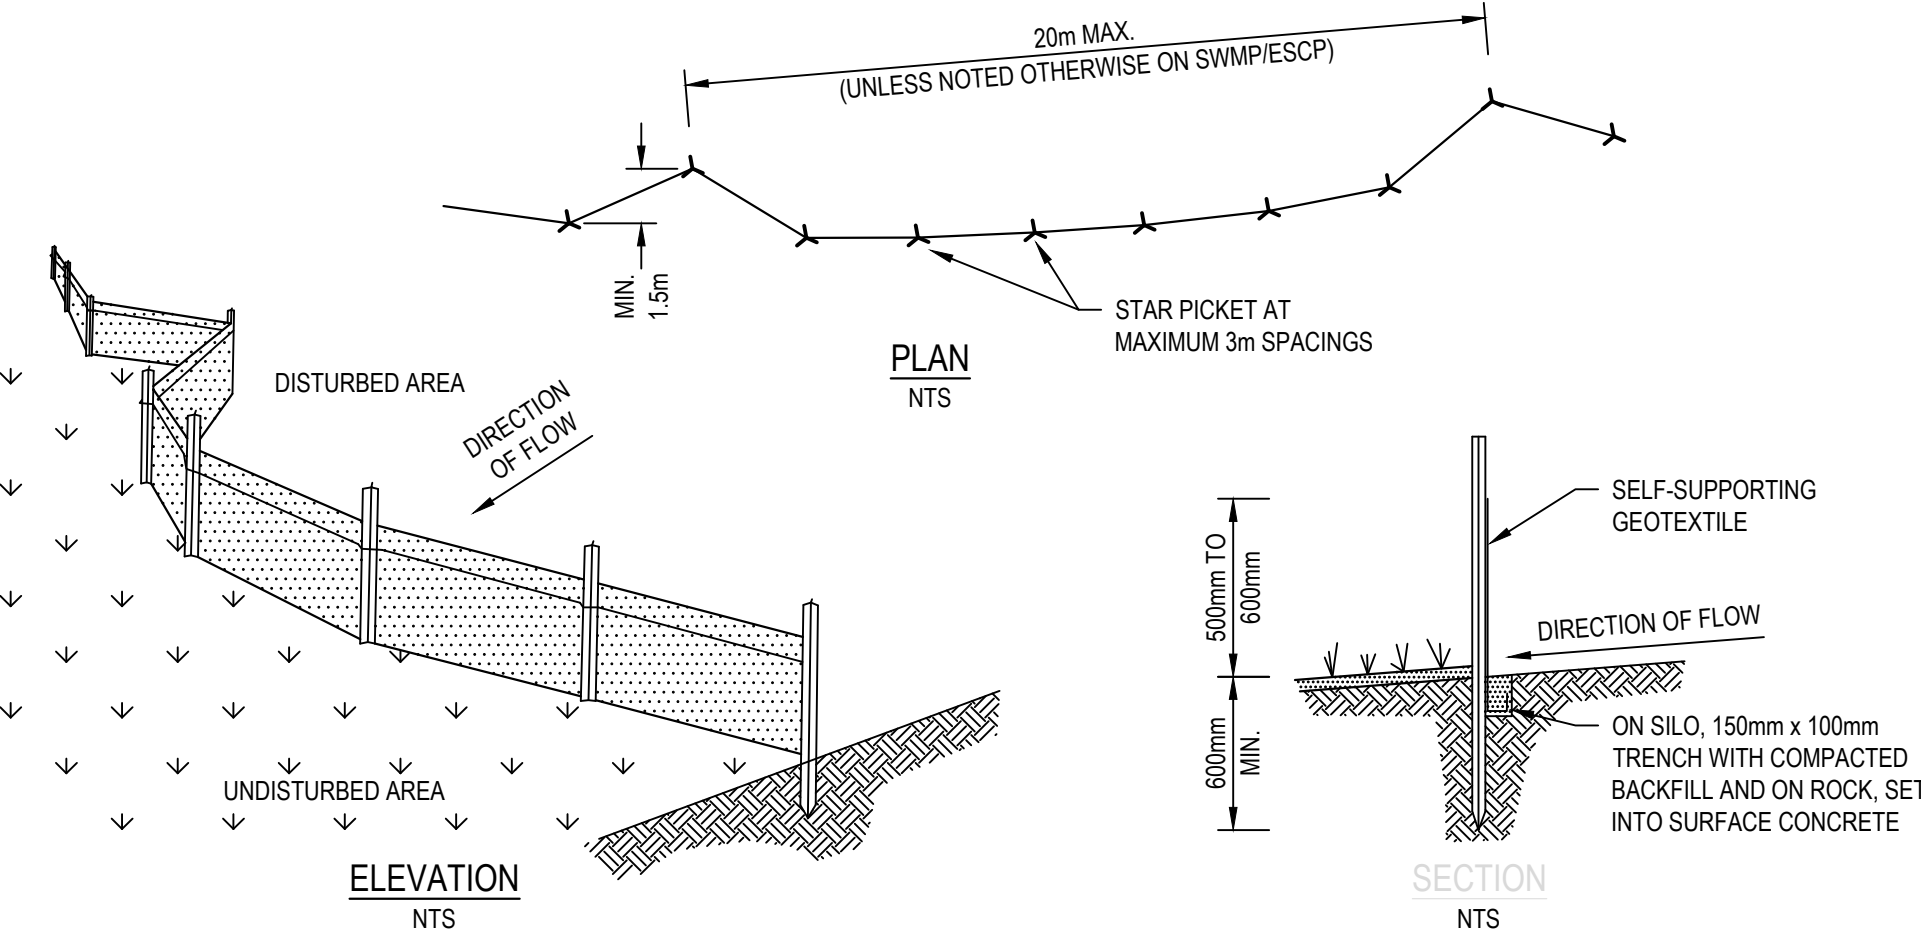 20m MAX.
(UNLESS NOTED OTHERWISE ON SWMP/ESCP)
MIN.
1.5m
STAR PICKET AT
MAXIMUM 3m SPACINGS
PLAN
NTS
DISTURBED AREA
DIRECTION
OF FLOW
UNDISTURBED AREA
ELEVATION
NTS
SELF-SUPPORTING
GEOTEXTILE
500mm TO
600mm
DIRECTION OF FLOW
600mm
MIN.
ON SILO, 150mm x 100mm
TRENCH WITH COMPACTED
BACKFILL AND ON ROCK, SET
INTO SURFACE CONCRETE
SECTION
NTS